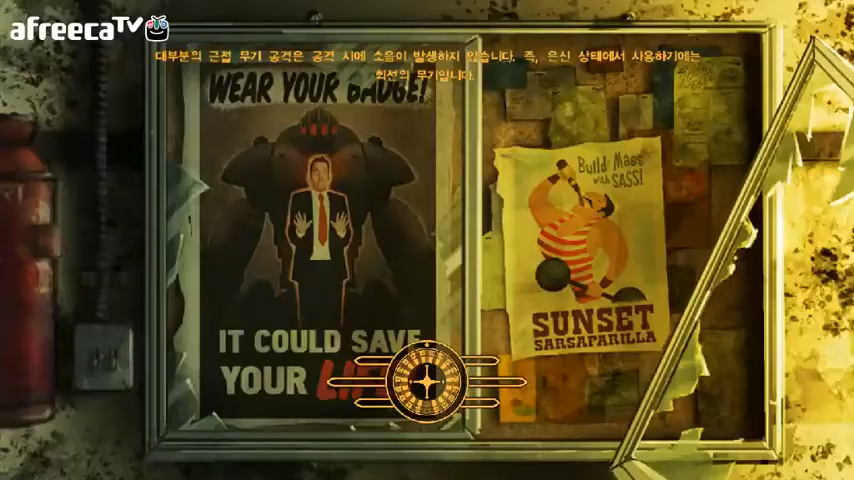 afreecaTV
대부분의 근접 무기 공격은 공격 시에 소음이 발생하지 않습니다. 즉, 은신 상태에서 사용하기에는
최선의 무기입니다.
WEAR YOUR BADGE!
IT COULD SAVE
YOUR LIFE
Build Mass
with SASS!
SUNSET
SARSAPARILLA